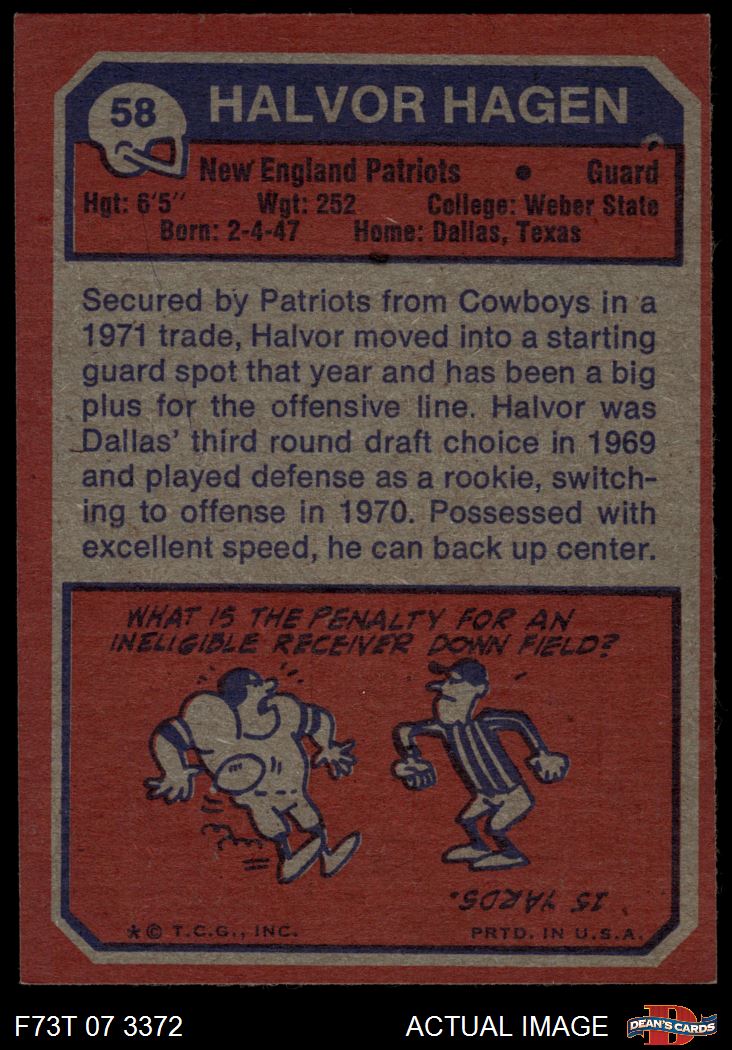 58
HALVOR HAGEN
New England Patriots • Guard
Hgt: 6'5" Wgt: 252 College: Weber State
Born: 2-4-47 Home: Dallas, Texas
Secured by Patriots from Cowboys in a
1971 trade, Halvor moved into a starting
guard spot that year and has been a big
plus for the offensive line. Halvor was
Dallas' third round draft choice in 1969
and played defense as a rookie, switch-
ing to offense in 1970. Possessed with
excellent speed, he can back up center.
WHAT IS THE PENALTY FOR AN
INELIGIBLE RECEIVER DOWN FIELD?
15 YARDS.
* © T.C.G., INC. PRTD. IN U.S.A.
F73T 07 3372 ACTUAL IMAGE
D
DEAN'S CARDS